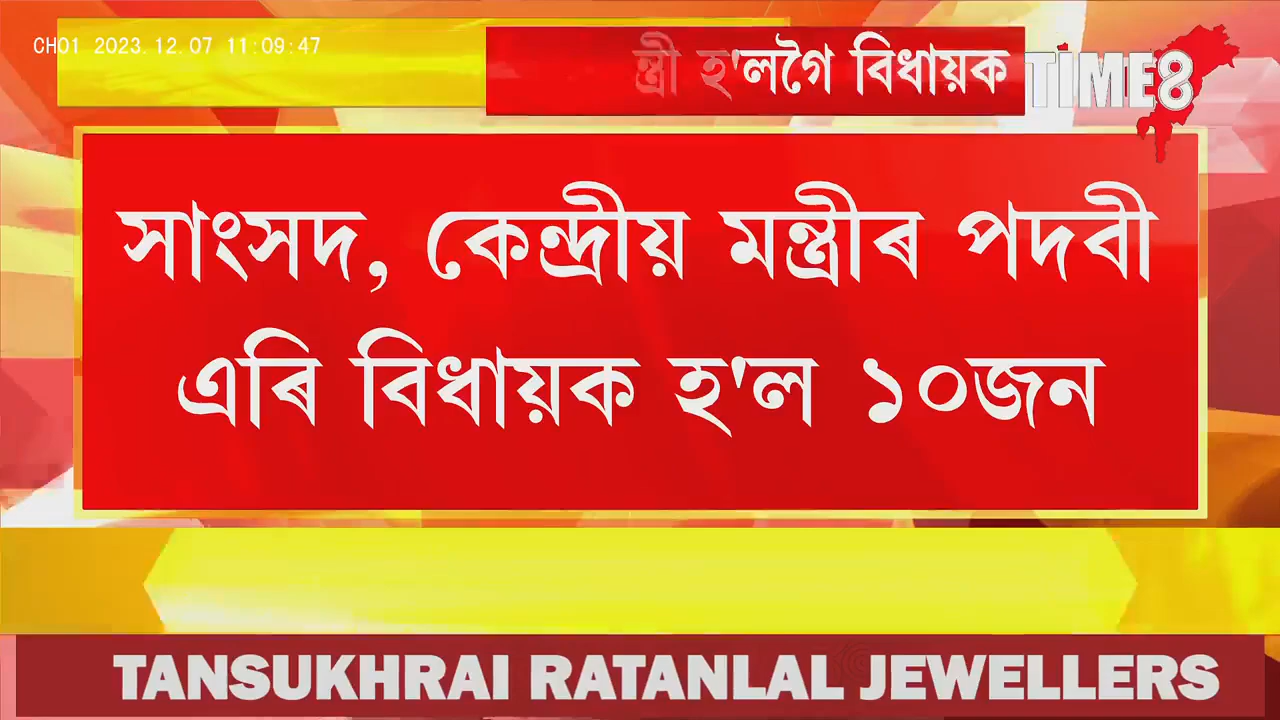 CH01 2023.12.07 11:09:47
ন্ত্ৰী হ'লগৈ বিধায়ক
TIME8
সাংসদ, কেন্দ্ৰীয় মন্ত্ৰীৰ পদবী
এৰি বিধায়ক হ'ল ১০জন
TANSUKHRAI RATANLAL JEWELLERS